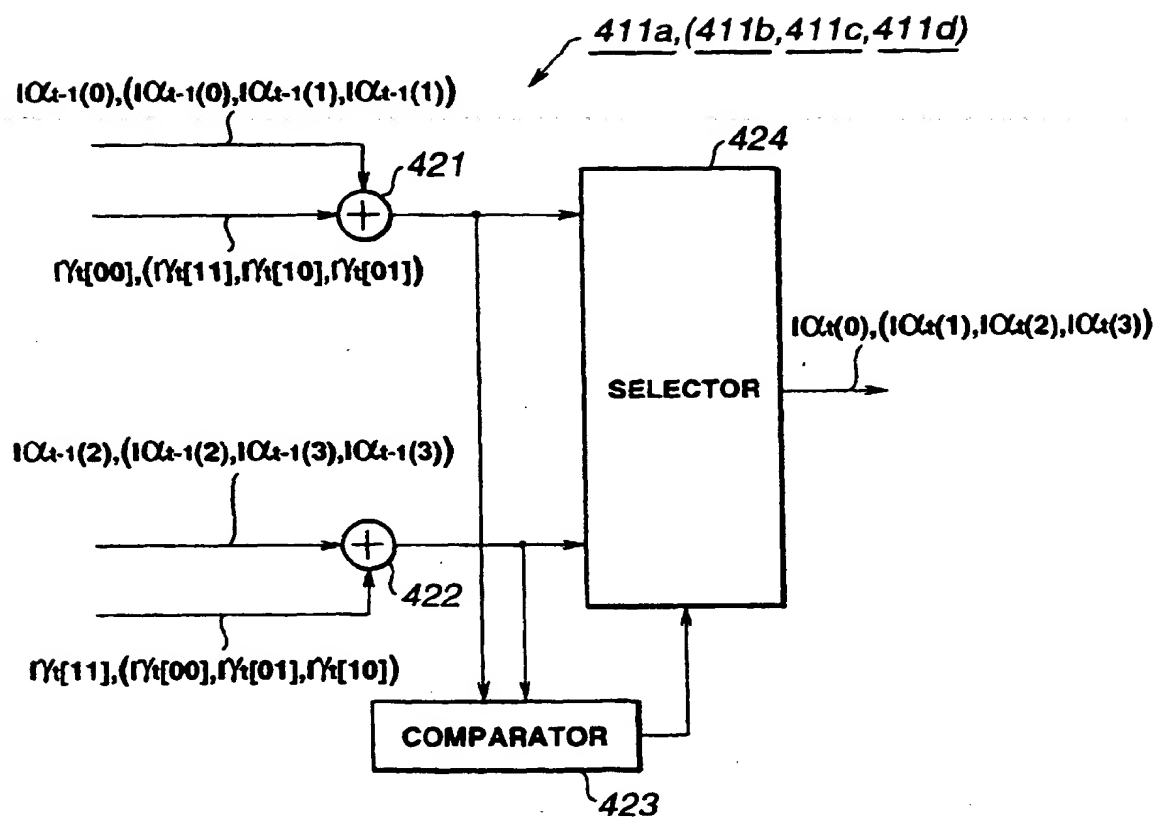 411a,(411b,411c,411d)
Iαt-1(0),(Iαt-1(0),Iαt-1(1),Iαt-1(1))
424
421
Iγt[00],(Iγt[11],Iγt[10],Iγt[01])
Iαt(0),(Iαt(1),Iαt(2),Iαt(3))
SELECTOR
Iαt-1(2),(Iαt-1(2),Iαt-1(3),Iαt-1(3))
422
Iγt[11],(Iγt[00],Iγt[01],Iγt[10])
COMPARATOR
423